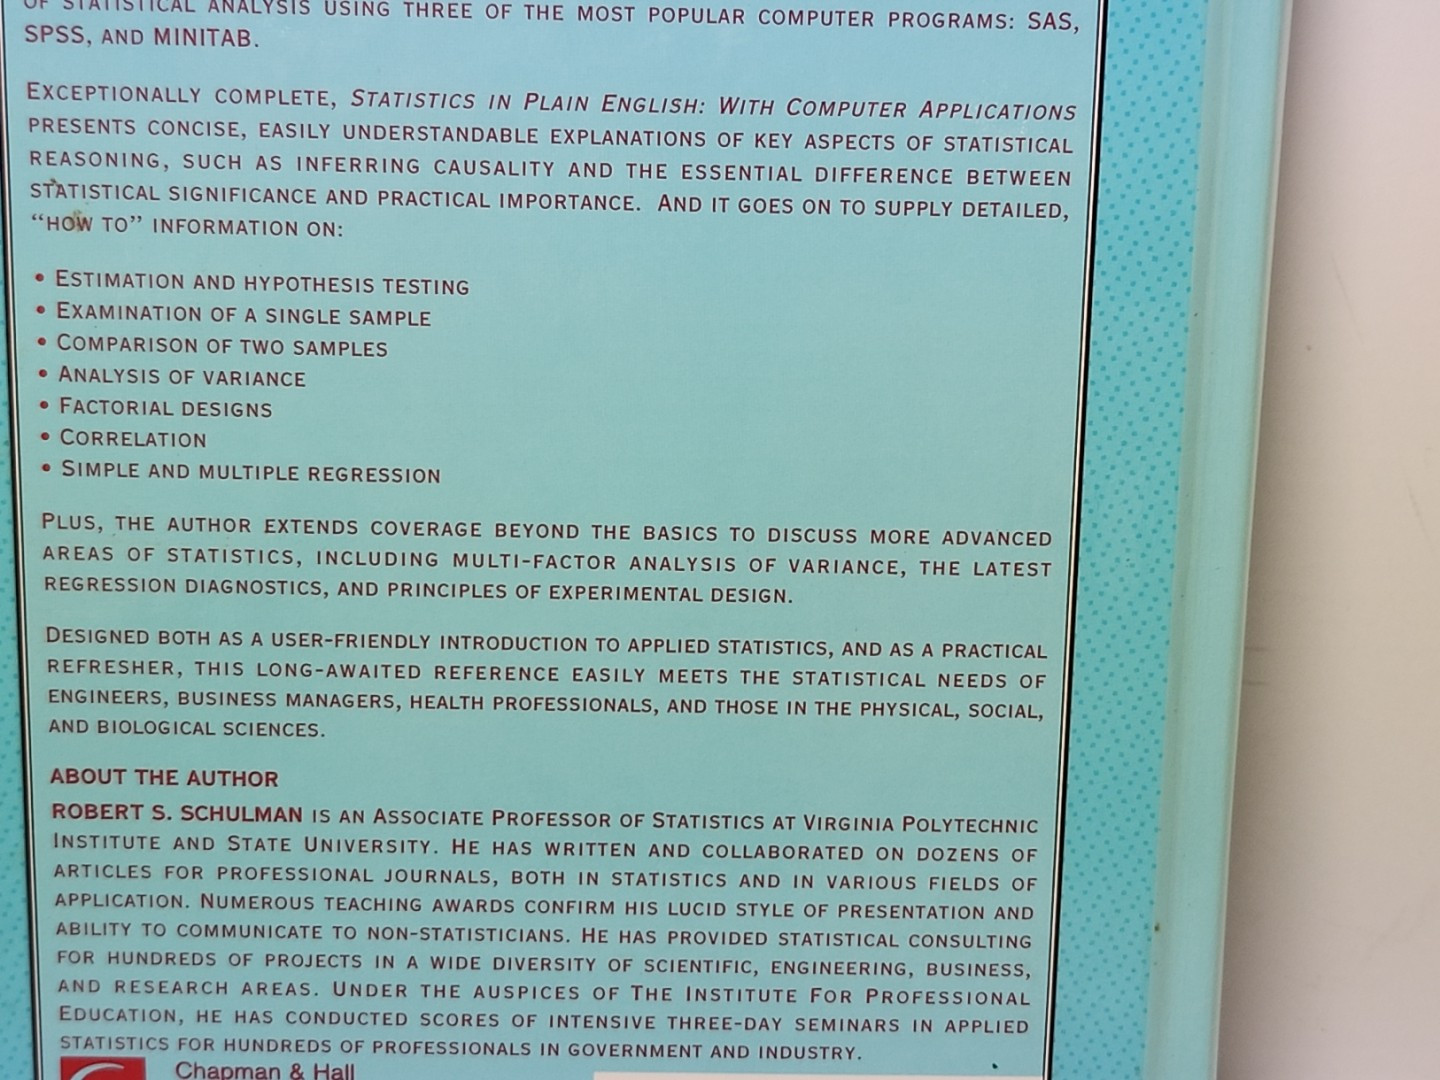 OF STATISTICAL ANALYSIS USING THREE OF THE MOST POPULAR COMPUTER PROGRAMS: SAS,
SPSS, AND MINITAB.
EXCEPTIONALLY COMPLETE, STATISTICS IN PLAIN ENGLISH: WITH COMPUTER APPLICATIONS
PRESENTS CONCISE, EASILY UNDERSTANDABLE EXPLANATIONS OF KEY ASPECTS OF STATISTICAL
REASONING, SUCH AS INFERRING CAUSALITY AND THE ESSENTIAL DIFFERENCE BETWEEN
STATISTICAL SIGNIFICANCE AND PRACTICAL IMPORTANCE. AND IT GOES ON TO SUPPLY DETAILED,
“HOW TO” INFORMATION ON:
• ESTIMATION AND HYPOTHESIS TESTING
• EXAMINATION OF A SINGLE SAMPLE
• COMPARISON OF TWO SAMPLES
• ANALYSIS OF VARIANCE
• FACTORIAL DESIGNS
• CORRELATION
• SIMPLE AND MULTIPLE REGRESSION
PLUS, THE AUTHOR EXTENDS COVERAGE BEYOND THE BASICS TO DISCUSS MORE ADVANCED
AREAS OF STATISTICS, INCLUDING MULTI-FACTOR ANALYSIS OF VARIANCE, THE LATEST
REGRESSION DIAGNOSTICS, AND PRINCIPLES OF EXPERIMENTAL DESIGN.
DESIGNED BOTH AS A USER-FRIENDLY INTRODUCTION TO APPLIED STATISTICS, AND AS A PRACTICAL
REFRESHER, THIS LONG-AWAITED REFERENCE EASILY MEETS THE STATISTICAL NEEDS OF
ENGINEERS, BUSINESS MANAGERS, HEALTH PROFESSIONALS, AND THOSE IN THE PHYSICAL, SOCIAL,
AND BIOLOGICAL SCIENCES.
ABOUT THE AUTHOR
ROBERT S. SCHULMAN IS AN ASSOCIATE PROFESSOR OF STATISTICS AT VIRGINIA POLYTECHNIC
INSTITUTE AND STATE UNIVERSITY. HE HAS WRITTEN AND COLLABORATED ON DOZENS OF
ARTICLES FOR PROFESSIONAL JOURNALS, BOTH IN STATISTICS AND IN VARIOUS FIELDS OF
APPLICATION. NUMEROUS TEACHING AWARDS CONFIRM HIS LUCID STYLE OF PRESENTATION AND
ABILITY TO COMMUNICATE TO NON-STATISTICIANS. HE HAS PROVIDED STATISTICAL CONSULTING
FOR HUNDREDS OF PROJECTS IN A WIDE DIVERSITY OF SCIENTIFIC, ENGINEERING, BUSINESS,
AND RESEARCH AREAS. UNDER THE AUSPICES OF THE INSTITUTE FOR PROFESSIONAL
EDUCATION, HE HAS CONDUCTED SCORES OF INTENSIVE THREE-DAY SEMINARS IN APPLIED
STATISTICS FOR HUNDREDS OF PROFESSIONALS IN GOVERNMENT AND INDUSTRY.
Chapman & Hall